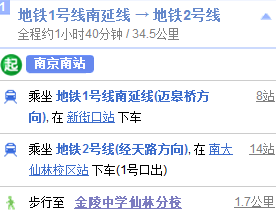 1
地铁1号线南延线 → 地铁2号线
全程约1小时40分钟 / 34.5公里
起 南京南站
乘坐 地铁1号线南延线(迈皋桥方 8站
向), 在 新街口站 下车
乘坐 地铁2号线(经天路方向), 在 南大 14站
仙林校区站 下车(1号口出)
步行至 金陵中学仙林分校 1.7公里